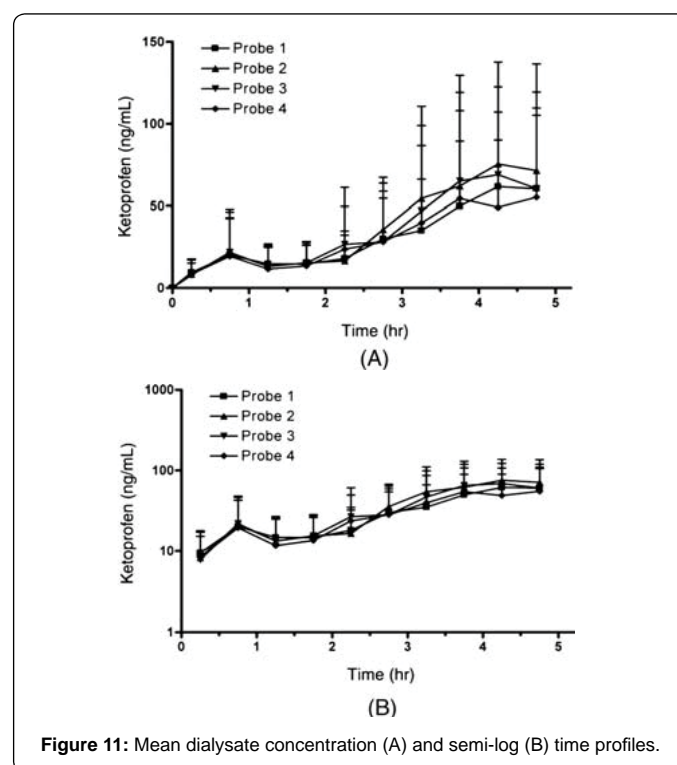 150
100
50
0
Ketoprofen (ng/mL)
Probe 1
Probe 2
Probe 3
Probe 4
0 1 2 3 4 5
Time (hr)
(A)
1000
100
10
1
Ketoprofen (ng/mL)
Probe 1
Probe 2
Probe 3
Probe 4
0 1 2 3 4 5
Time (hr)
(B)
Figure 11: Mean dialysate concentration (A) and semi-log (B) time profiles.